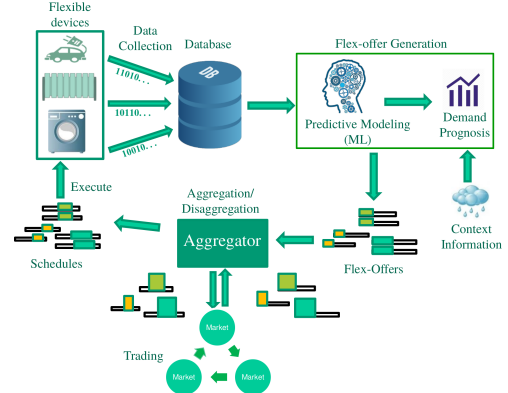 Flexible
devices
Data
Collection
11010...
10110...
10010...
Database
DB
Flex-offer Generation
Predictive Modeling
(ML)
Demand
Prognosis
Context
Information
Flex-Offers
Aggregation/
Disaggregation
Aggregator
Execute
Schedules
Trading
Market
Market
Market